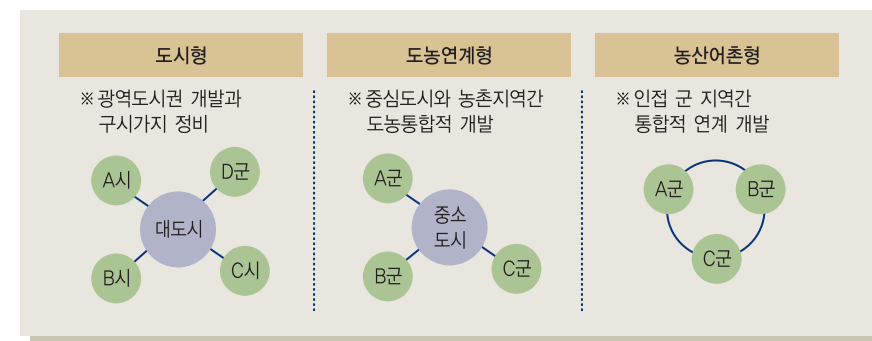 도시형
※ 광역도시권 개발과
구시가지 정비
A시
D군
대도시
B시
C시
도농연계형
※ 중심도시와 농촌지역간
도농통합적 개발
A군
중소
도시
B군
C군
농산어촌형
※ 인접 군 지역간
통합적 연계 개발
A군
B군
C군